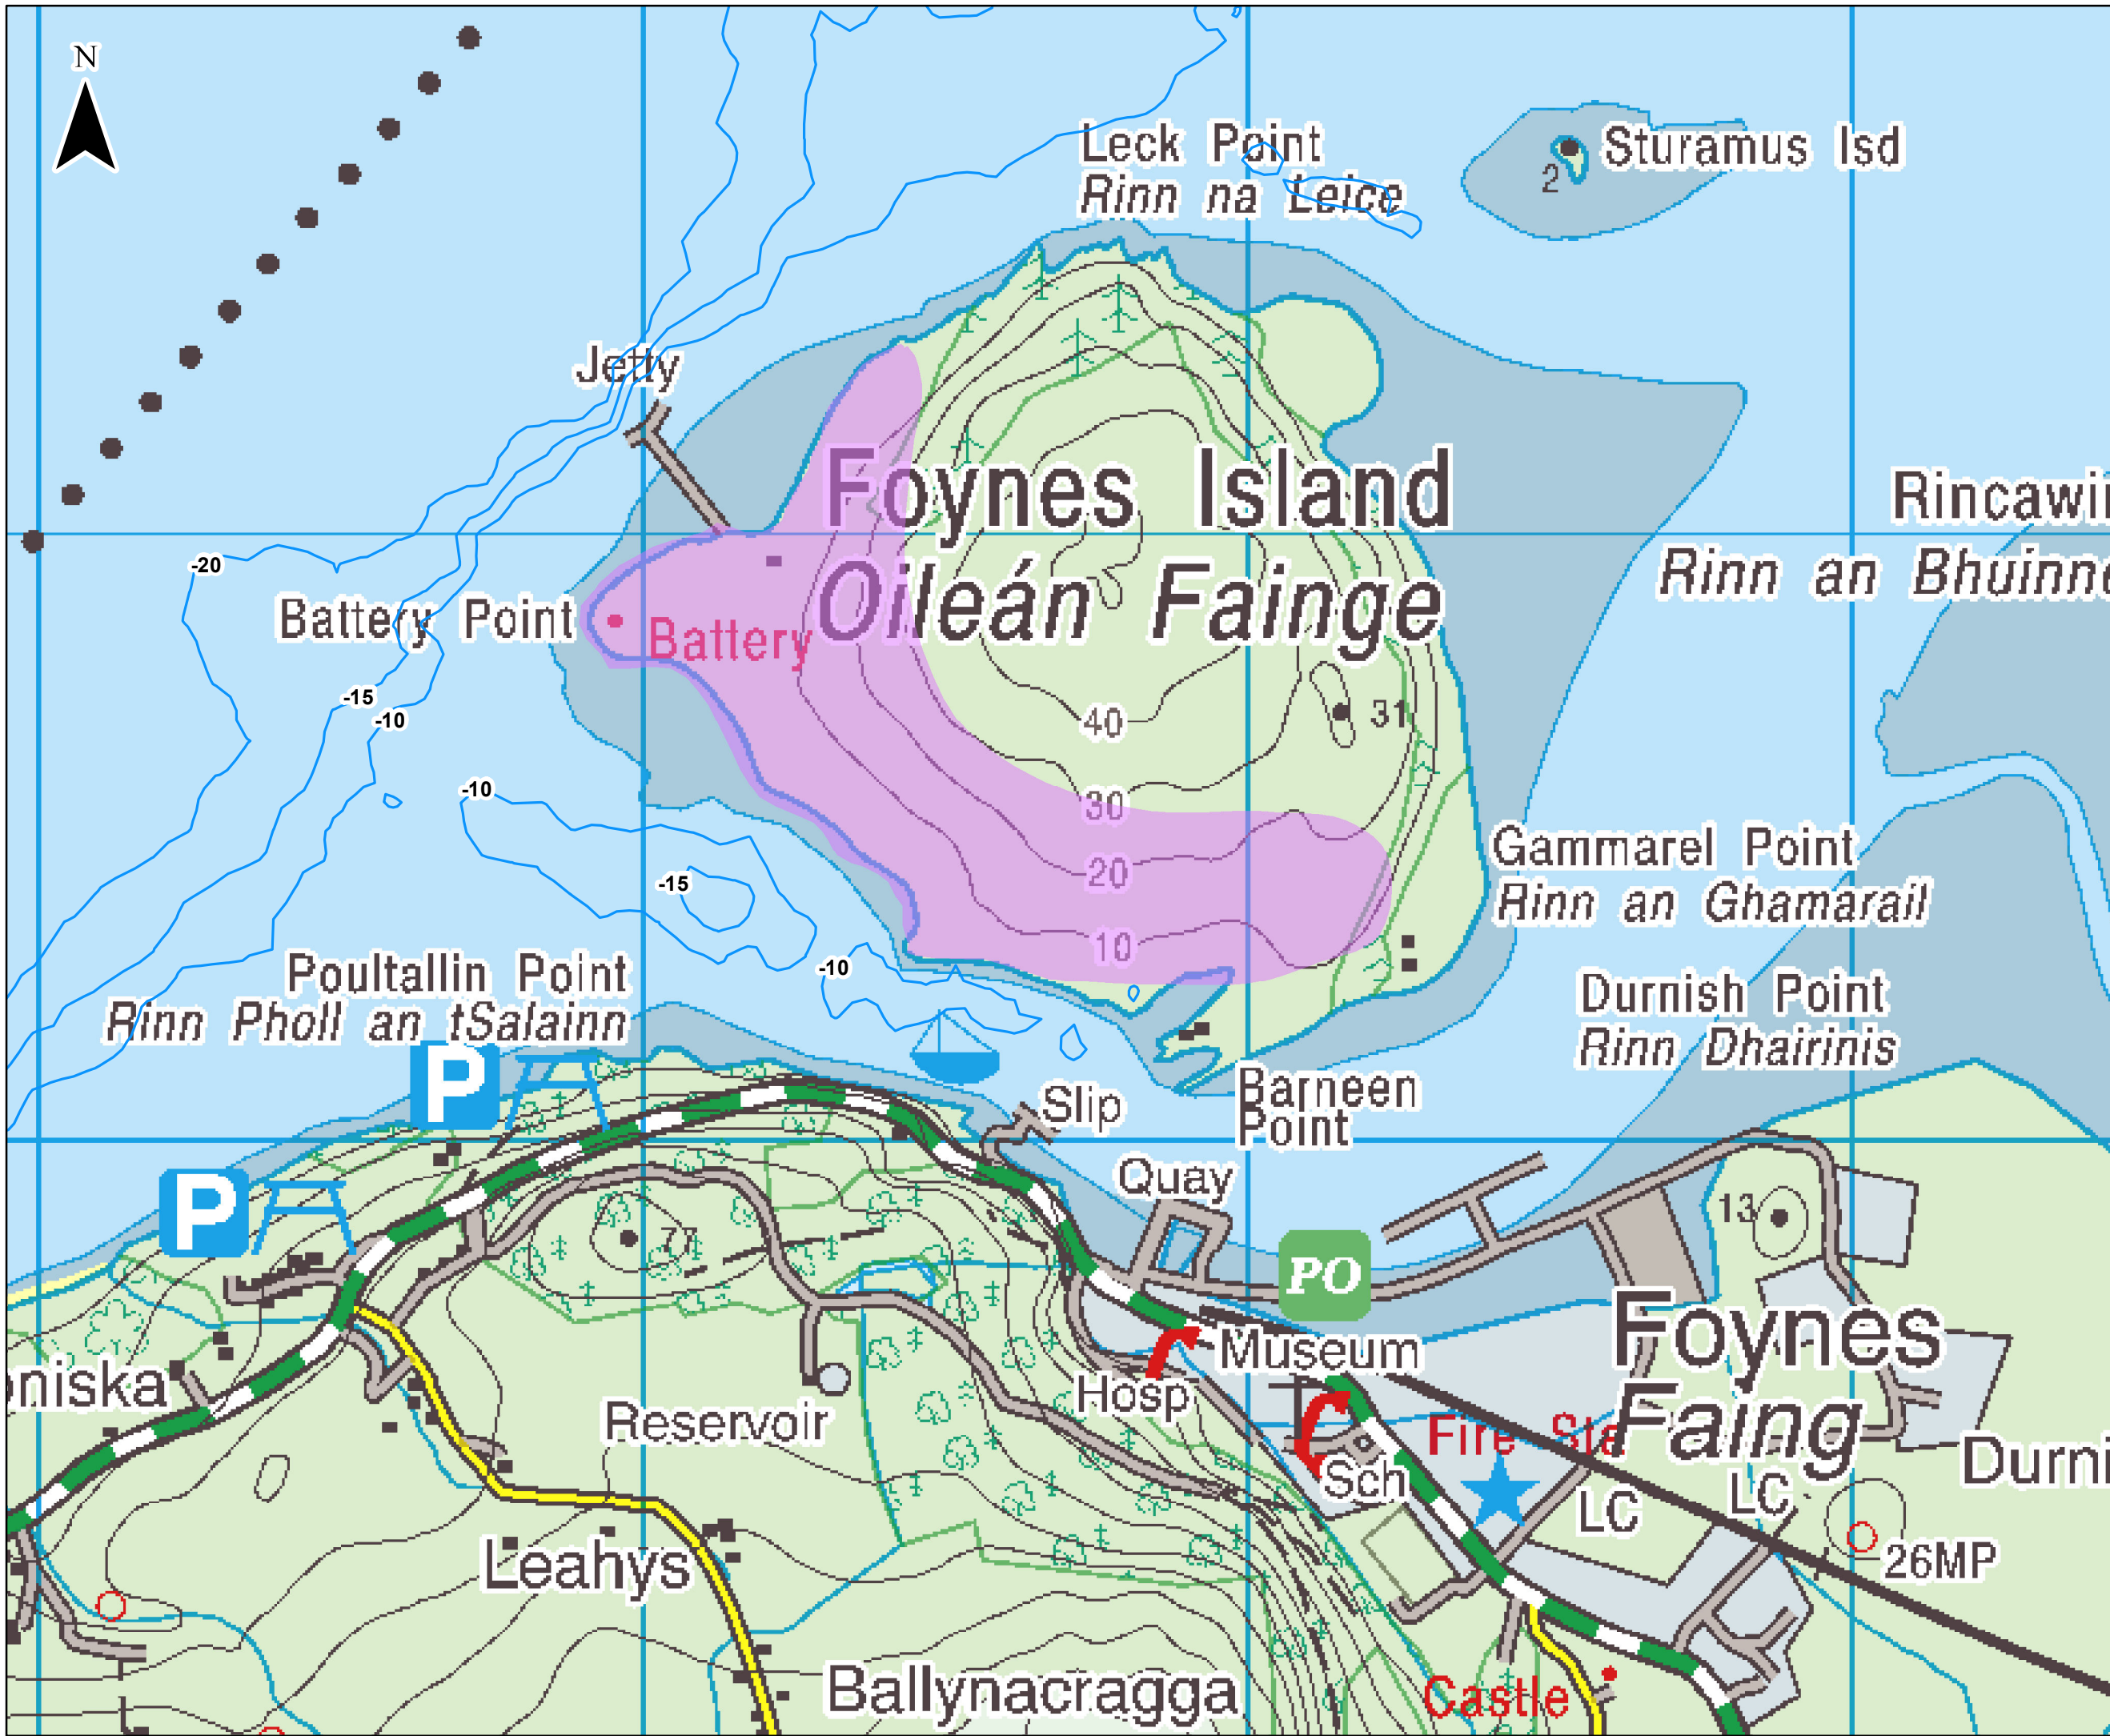 N
Leck Point
Rinn na Leice
Sturamus Isd
2
Jetty
Foynes Island
Oileán Fainge
Rincawi
Rinn an Bhuinne
-20
Battery Point
Battery
-15
-10
40
31
30
-10
20
-15
10
-10
Gammarel Point
Rinn an Ghamarail
Poultallin Point
Rinn Pholl an tSalainn
Durnish Point
Rinn Dhairinis
P
Slip
Barneen
Point
P
Quay
13
77
PO
Foynes
Faing
Museum
oniska
Hosp
Reservoir
Fire Sta
Durni
Sch
LC
LC
Leahys
26MP
Ballynacragga
Castle